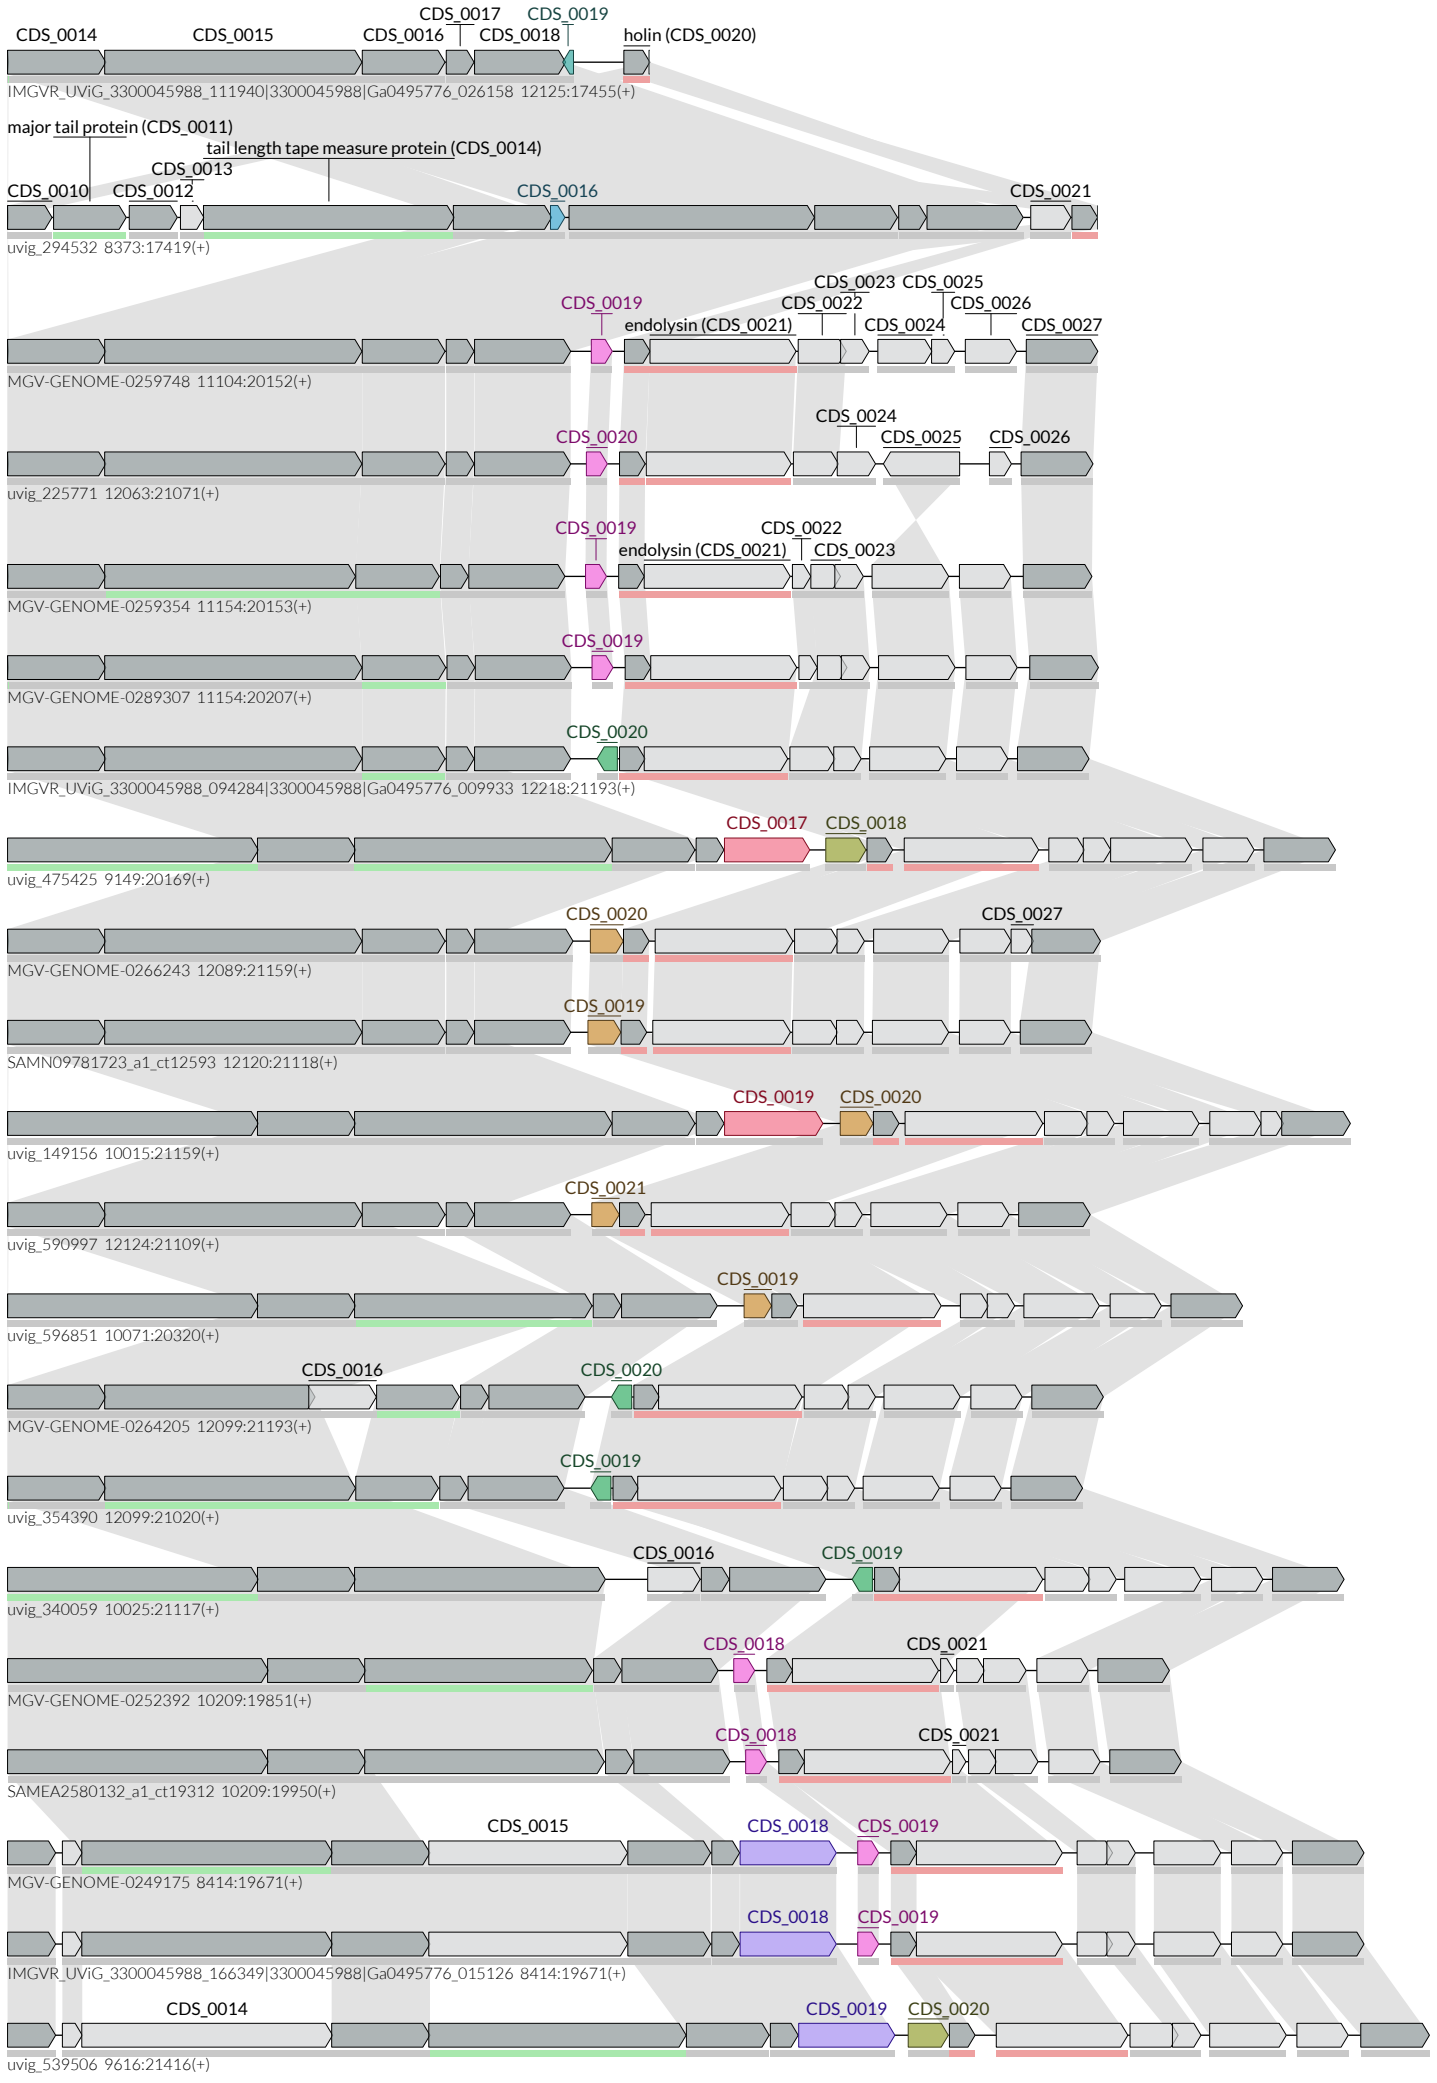 CDS_0017 CDS_0019
CDS_0014 CDS_0015 CDS_0016 CDS_0018 holin (CDS_0020)
IMGVR_UViG_3300045988_111940|3300045988|Ga0495776_026158 12125:17455(+)
major tail protein (CDS_0011)
tail length tape measure protein (CDS_0014)
CDS_0013
CDS_0010 CDS_0012 CDS_0016 CDS_0021
uvig_294532 8373:17419(+)
CDS_0023 CDS_0025
CDS_0019 CDS_0022 CDS_0026
endolysin (CDS_0021) CDS_0024 CDS_0027
MGV-GENOME-0259748 11104:20152(+)
CDS_0024
CDS_0020 CDS_0025 CDS_0026
uvig_225771 12063:21071(+)
CDS_0019 CDS_0022
endolysin (CDS_0021) CDS_0023
MGV-GENOME-0259354 11154:20153(+)
CDS_0019
MGV-GENOME-0289307 11154:20207(+)
CDS_0020
IMGVR_UViG_3300045988_094284|3300045988|Ga0495776_009933 12218:21193(+)
CDS_0017 CDS_0018
uvig_475425 9149:20169(+)
CDS_0020 CDS_0027
MGV-GENOME-0266243 12089:21159(+)
CDS_0019
SAMN09781723_a1_ct12593 12120:21118(+)
CDS_0019 CDS_0020
uvig_149156 10015:21159(+)
CDS_0021
uvig_590997 12124:21109(+)
CDS_0019
uvig_596851 10071:20320(+)
CDS_0016 CDS_0020
MGV-GENOME-0264205 12099:21193(+)
CDS_0019
uvig_354390 12099:21020(+)
CDS_0016 CDS_0019
uvig_340059 10025:21117(+)
CDS_0018 CDS_0021
MGV-GENOME-0252392 10209:19851(+)
CDS_0018 CDS_0021
SAMEA2580132_a1_ct19312 10209:19950(+)
CDS_0015 CDS_0018 CDS_0019
MGV-GENOME-0249175 8414:19671(+)
CDS_0018 CDS_0019
IMGVR_UViG_3300045988_166349|3300045988|Ga0495776_015126 8414:19671(+)
CDS_0014 CDS_0019 CDS_0020
uvig_539506 9616:21416(+)